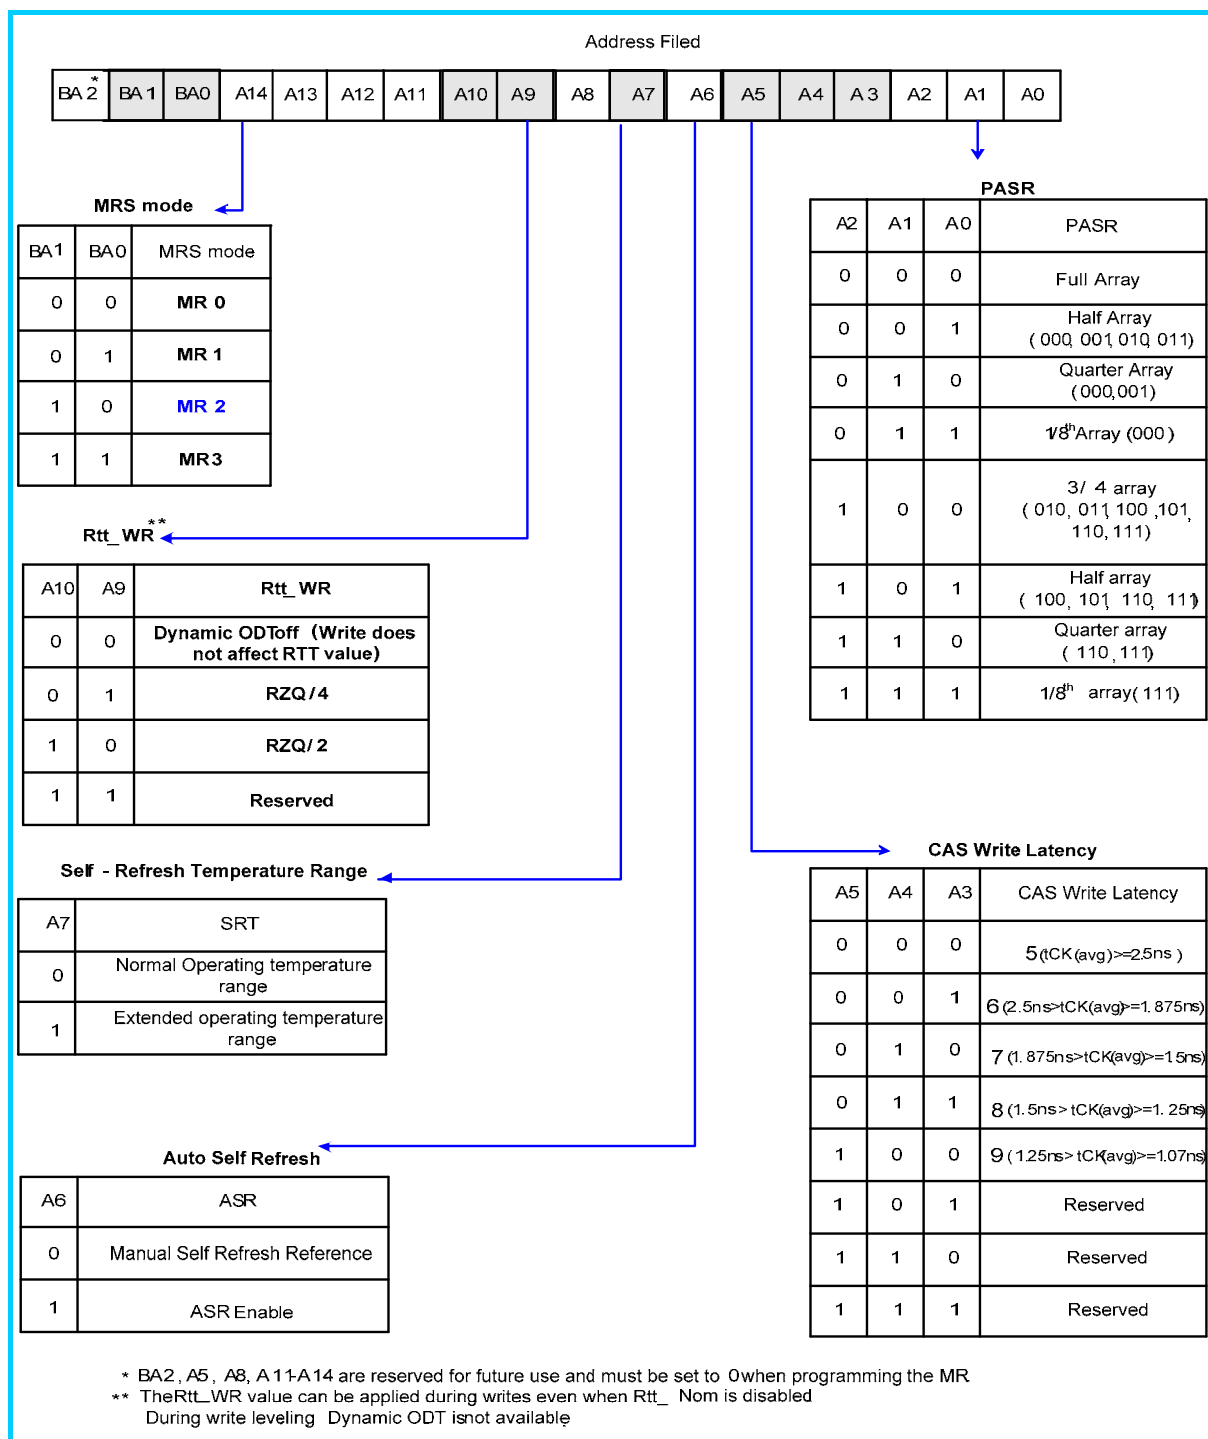 Address Filed
BA 2* BA 1 BA0 A14 A13 A12 A11 A10 A9 A8 A7 A6 A5 A4 A3 A2 A1 A0
MRS mode
BA1 BA0 MRS mode
0 0 MR 0
0 1 MR 1
1 0 MR 2
1 1 MR3
Rtt_WR**
A10 A9 Rtt_WR
0 0 Dynamic ODToff (Write does
not affect RTT value)
0 1 RZQ/4
1 0 RZQ/2
1 1 Reserved
Self - Refresh Temperature Range
A7 SRT
0 Normal Operating temperature
range
1 Extended operating temperature
range
Auto Self Refresh
A6 ASR
0 Manual Self Refresh Reference
1 ASR Enable
PASR
A2 A1 A0 PASR
0 0 0 Full Array
0 0 1 Half Array
(000, 001, 010, 011)
0 1 0 Quarter Array
(000,001)
0 1 1 1/8th Array (000)
1 0 0 3/ 4 array
(010, 011, 100 ,101,
110, 111)
1 0 1 Half array
(100, 101, 110, 111)
1 1 0 Quarter array
(110,111)
1 1 1 1/8th array(111)
CAS Write Latency
A5 A4 A3 CAS Write Latency
0 0 0 5(tCK(avg)>=2.5ns )
0 0 1 6(2.5ns>tCK(avg)>=1.875ns)
0 1 0 7(1.875ns>tCK(avg)>=1.5ns)
0 1 1 8(1.5ns>tCK(avg)>=1.25ns)
1 0 0 9(1.25ns>tCK(avg)>=1.07ns)
1 0 1 Reserved
1 1 0 Reserved
1 1 1 Reserved
* BA2, A5, A8, A11-A14 are reserved for future use and must be set to 0 when programming the MR
** TheRtt_WR value can be applied during writes even when Rtt_ Nom is disabled
During write leveling Dynamic ODT isnot available